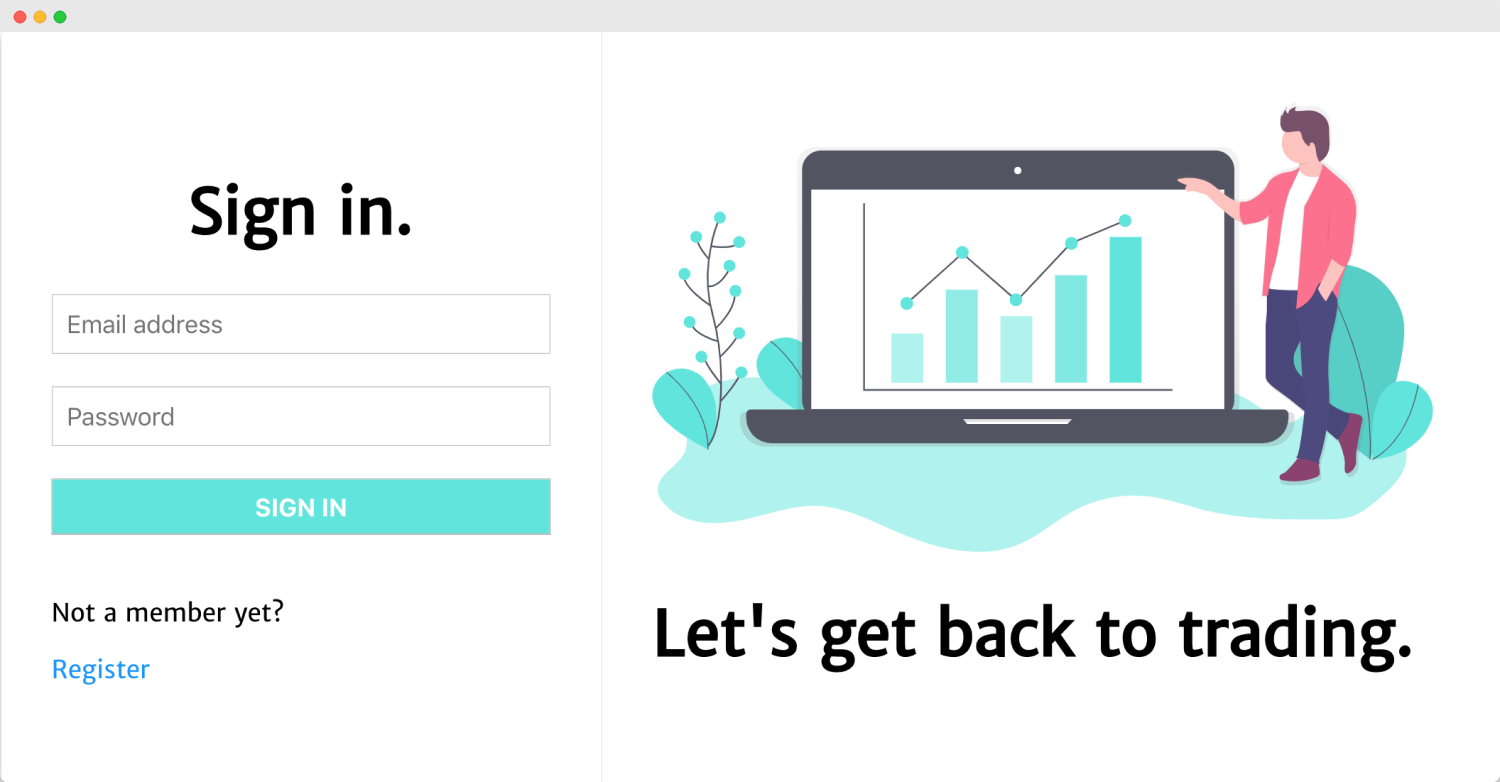 Sign in.
Email address
Password
SIGN IN
Not a member yet?
Register
Let's get back to trading.